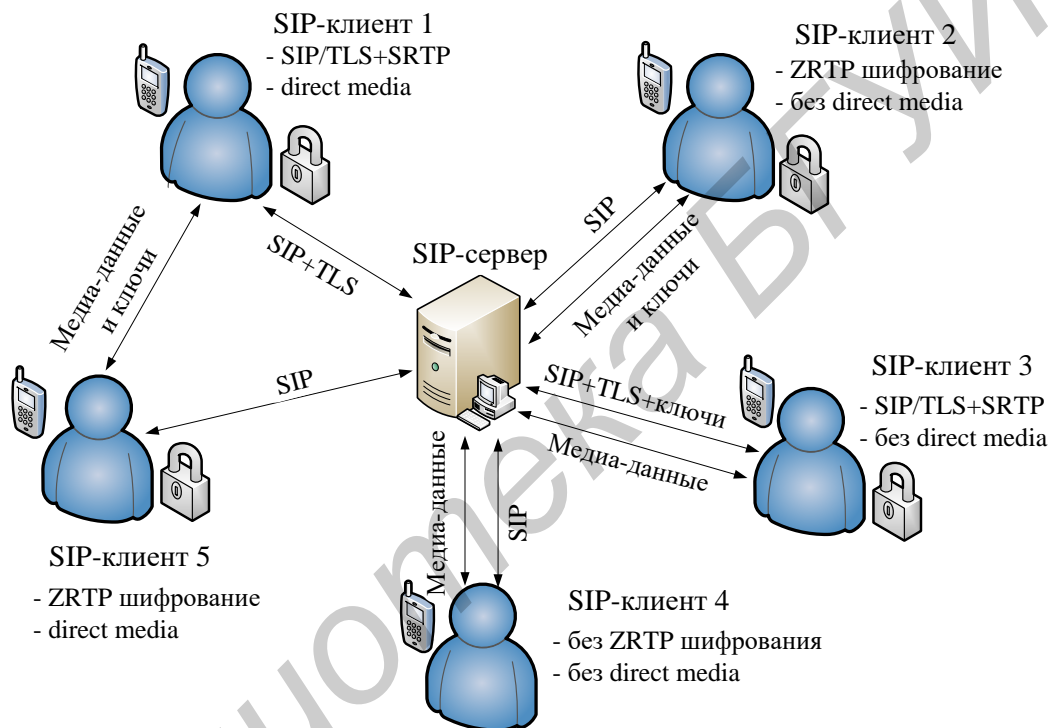 SIP-клиент 1
- SIP/TLS+SRTP
- direct media
SIP-клиент 2
- ZRTP шифрование
- без direct media
Медиа-данные
и ключи
SIP+TLS
SIP-сервер
SIP
Медиа-данные
и ключи
SIP-клиент 3
- SIP/TLS+SRTP
- без direct media
SIP
SIP+TLS+ключи
Медиа-данные
Медиа-данные
SIP
SIP-клиент 5
- ZRTP шифрование
- direct media
SIP-клиент 4
- без ZRTP шифрования
- без direct media